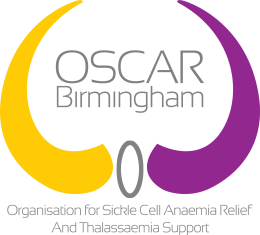 OSCAR
Birmingham
Organisation for Sickle Cell Anaemia Relief
And Thalassaemia Support